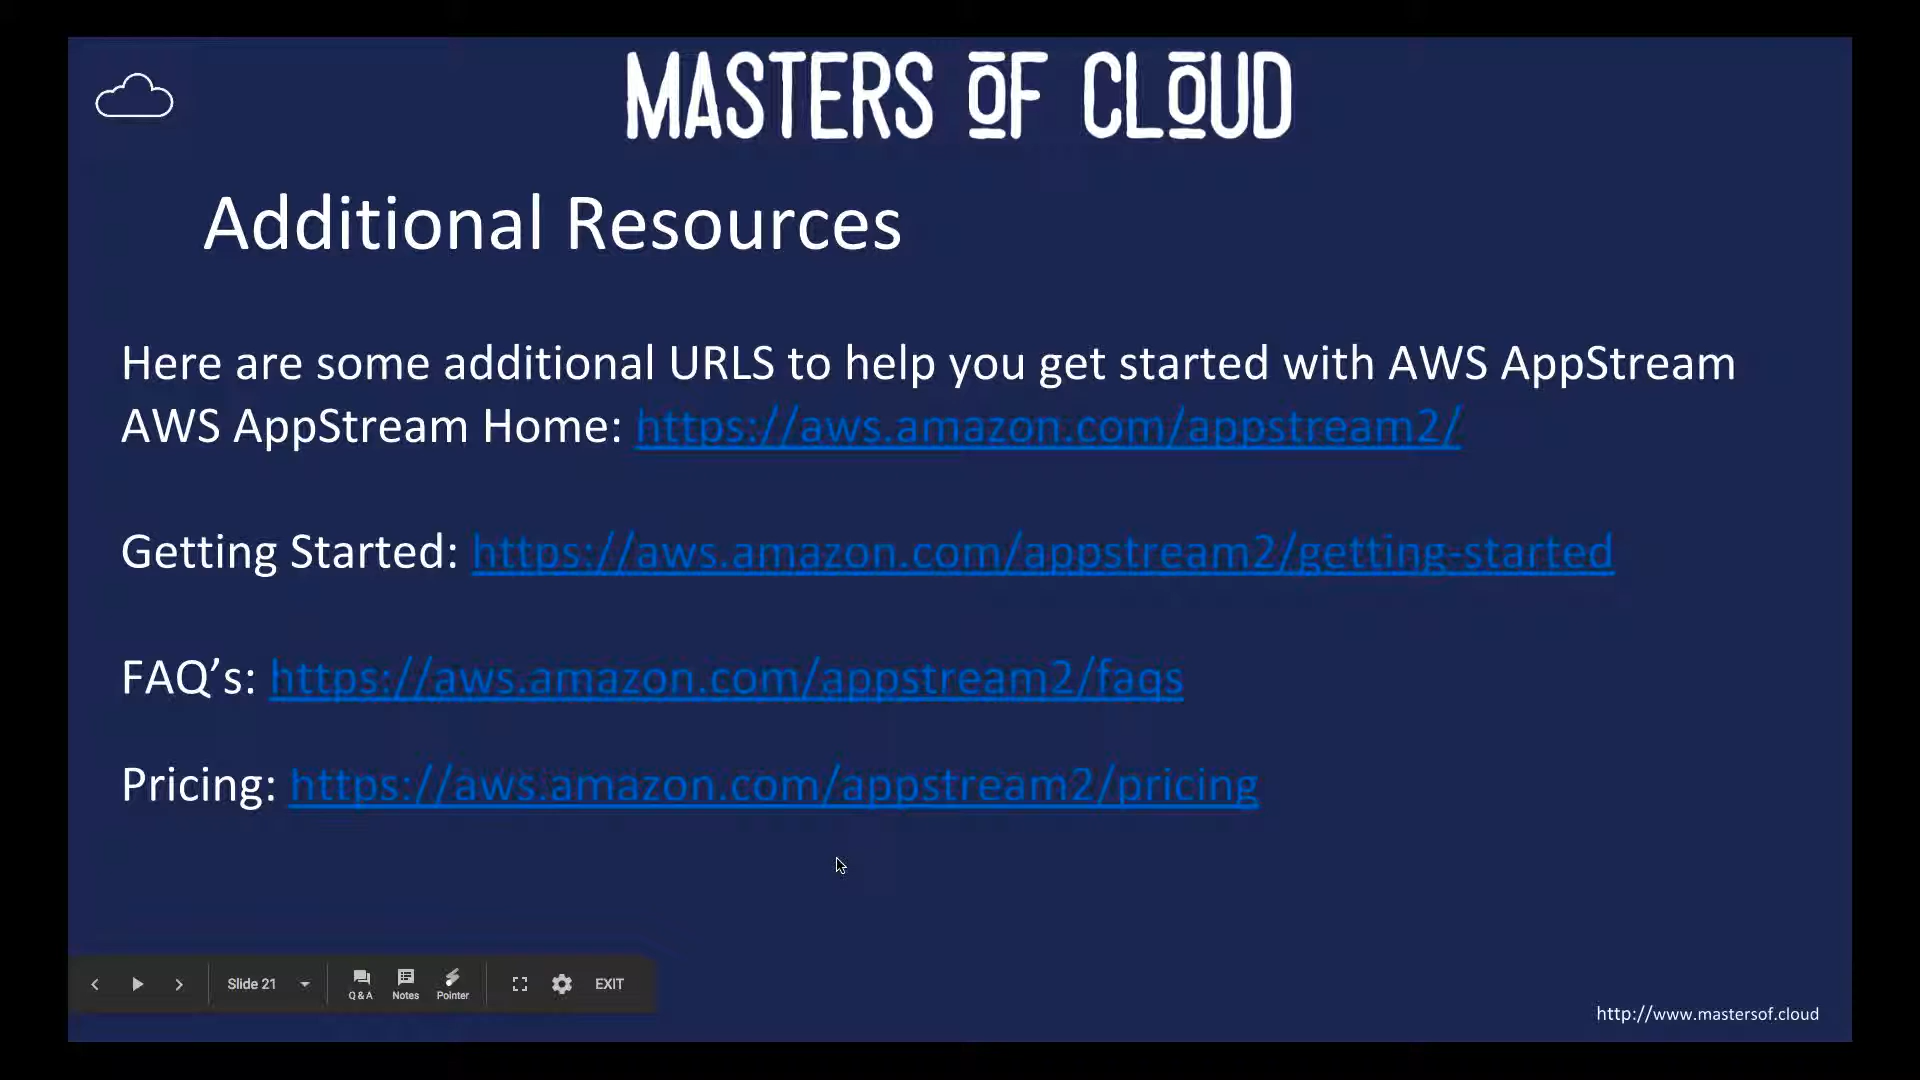 MASTERS OF CLOUD
Additional Resources
Here are some additional URLS to help you get started with AWS AppStream
AWS AppStream Home: https://aws.amazon.com/appstream2/
Getting Started: https://aws.amazon.com/appstream2/getting-started
FAQ’s: https://aws.amazon.com/appstream2/faqs
Pricing: https://aws.amazon.com/appstream2/pricing
Slide 21
Q & A Notes Pointer
EXIT
http://www.mastersof.cloud